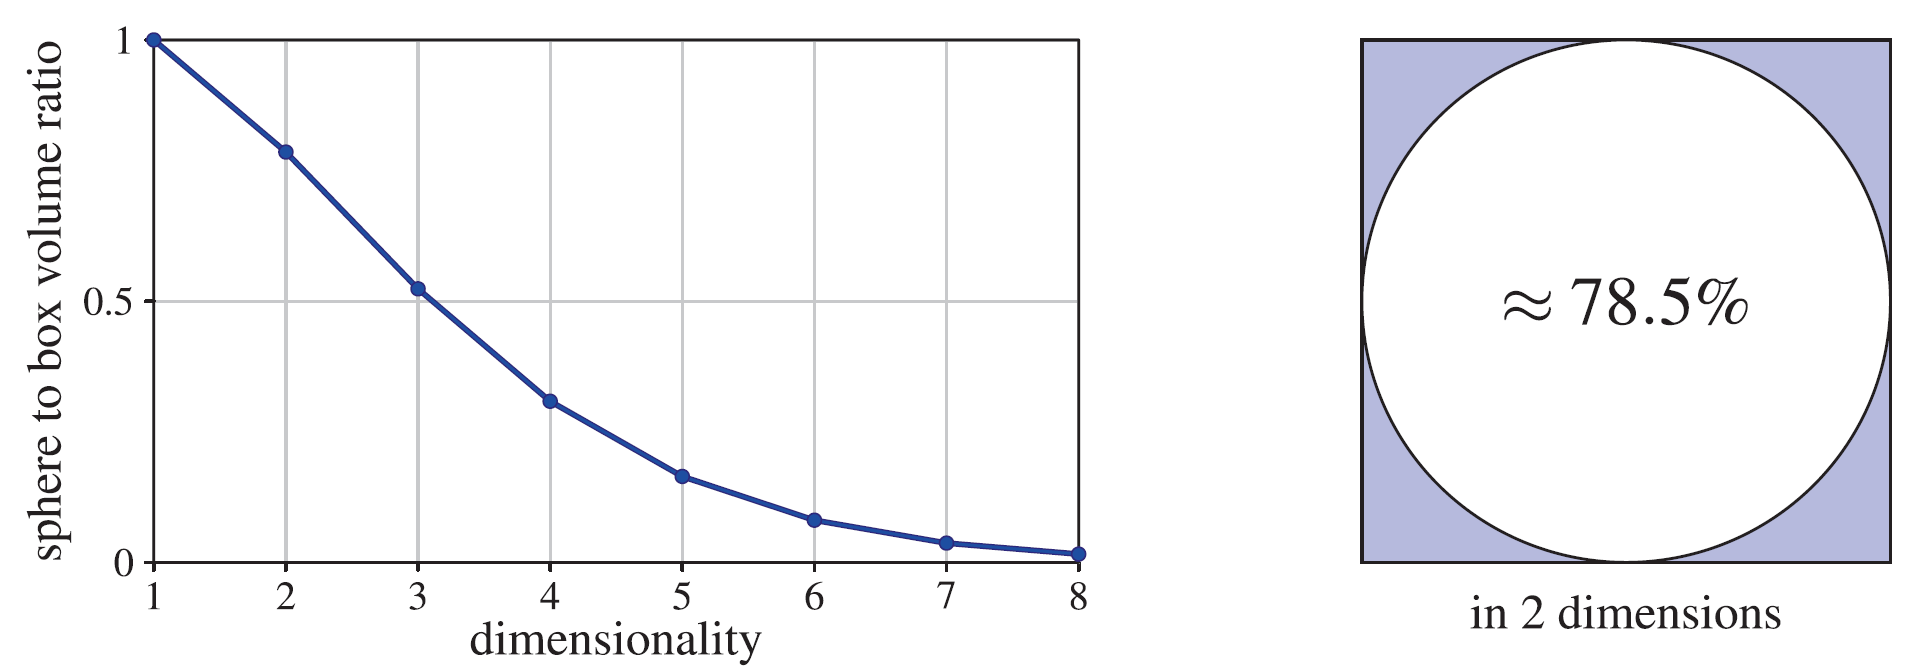 sphere to box volume ratio
1
0.5
0
1 2 3 4 5 6 7 8
dimensionality
≈ 78.5%
in 2 dimensions